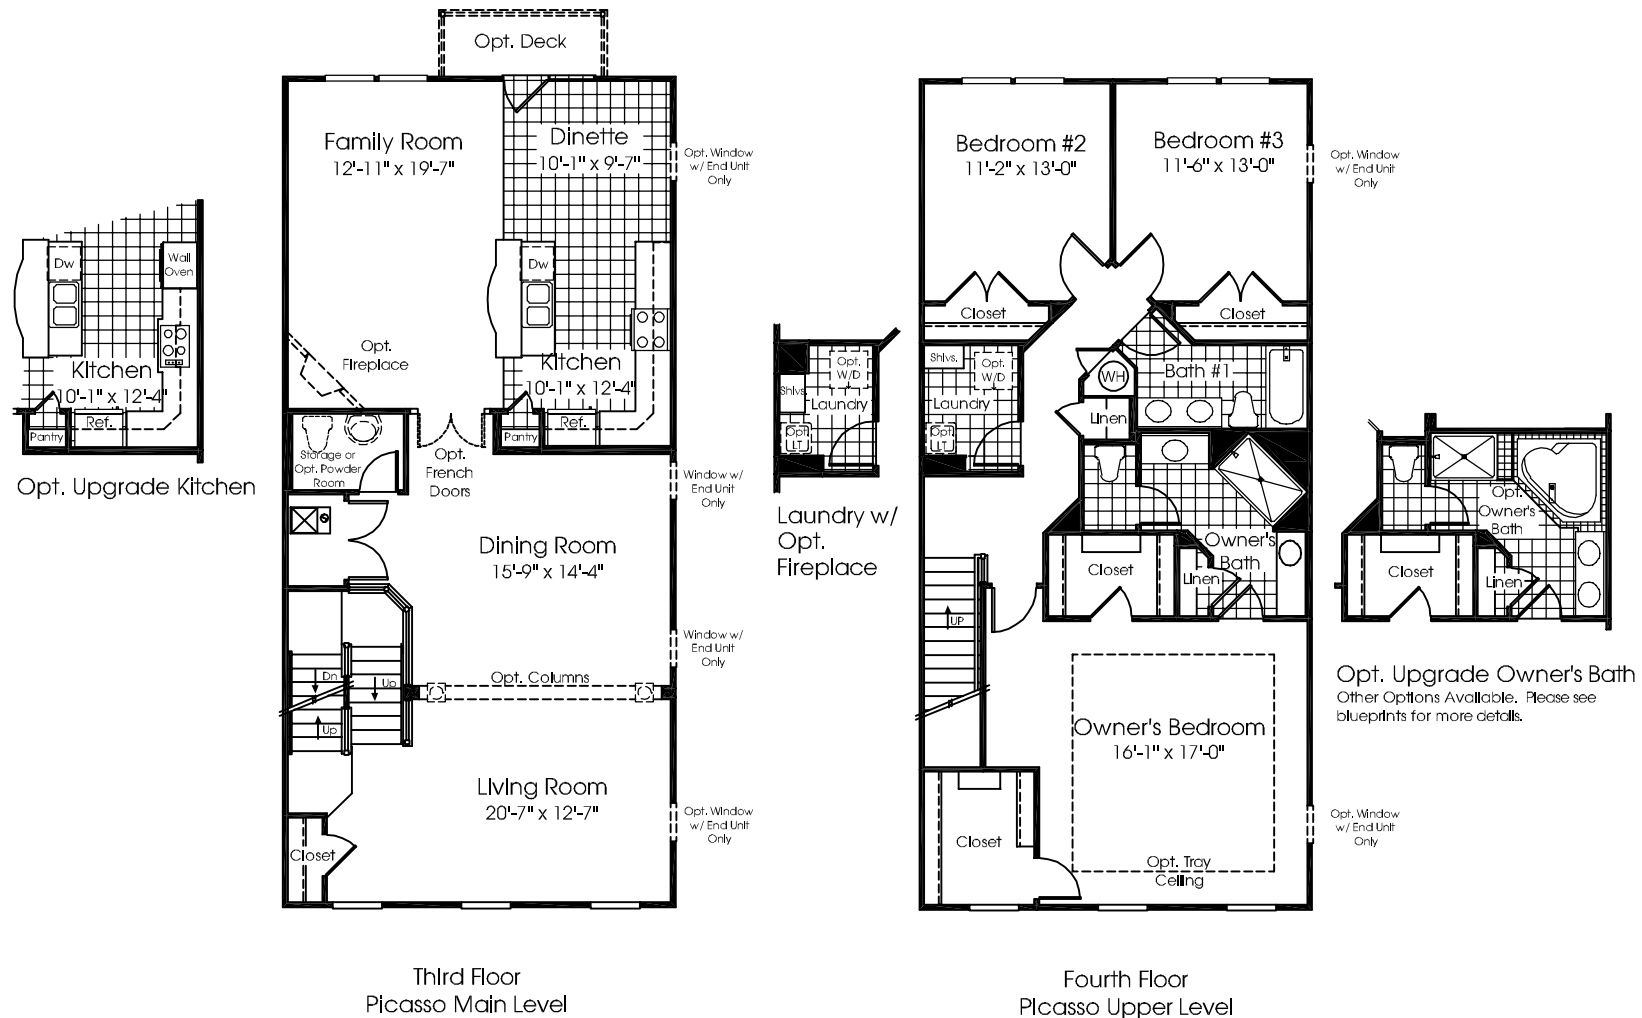 Opt. Deck
Family Room
12'-11" x 19'-7"
Dinette
10'-1" x 9'-7"
Opt. Window
w/ End Unit
Only
Dw
Wall
Oven
Kitchen
10'-1" x 12'-4"
Ref.
Pantry
Opt. Upgrade Kitchen
Dw
Opt.
Fireplace
Kitchen
10'-1" x 12'-4"
Ref.
Pantry
Storage or
Opt. Powder
Room
Opt.
French
Doors
Window w/
End Unit
Only
Dining Room
15'-9" x 14'-4"
Window w/
End Unit
Only
Dn
Up
Up
Opt. Columns
Living Room
20'-7" x 12'-7"
Opt. Window
w/ End Unit
Only
Closet
Third Floor
Picasso Main Level
Bedroom #2
11'-2" x 13'-0"
Bedroom #3
11'-6" x 13'-0"
Opt. Window
w/ End Unit
Only
Closet
Closet
Opt.
W/D
Shlvs.
Laundry
Opt.
LT
Laundry w/
Opt.
Fireplace
Shlvs.
Opt.
W/D
Laundry
Opt.
LT
WH
Linen
Bath #1
Owner's
Bath
Closet
Linen
UP
Owner's Bedroom
16'-1" x 17'-0"
Opt. Window
w/ End Unit
Only
Closet
Opt. Tray
Ceiling
Fourth Floor
Picasso Upper Level
Opt.
Owner's
Bath
Closet
Linen
Opt. Upgrade Owner's Bath
Other Options Available. Please see
blueprints for more details.